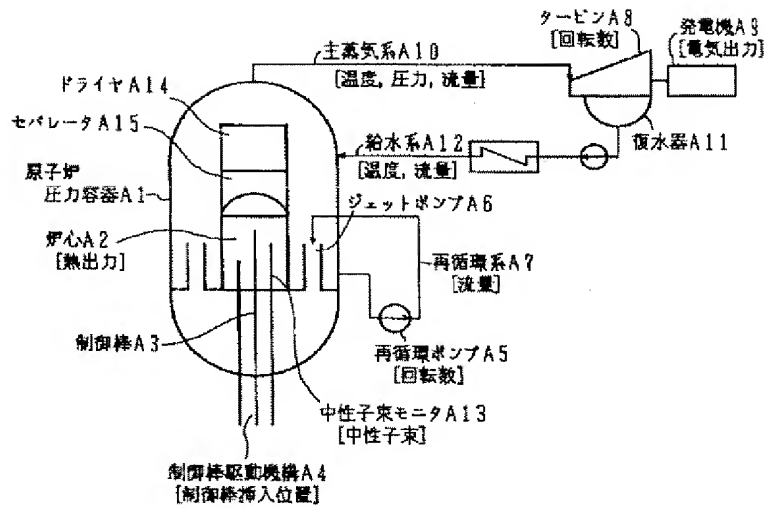 タービンA8
[回転数]
発電機A9
[電気出力]
主蒸気系A10
[温度, 圧力, 流量]
ドライヤA14
セパレータA15
給水系A12
[温度, 流量]
復水器A11
原子炉
圧力容器A1
ジェットポンプA6
炉心A2
[熱出力]
再循環系A7
[流量]
制御棒A3
再循環ポンプA5
[回転数]
中性子束モニタA13
[中性子束]
制御棒駆動機構A4
[制御棒挿入位置]